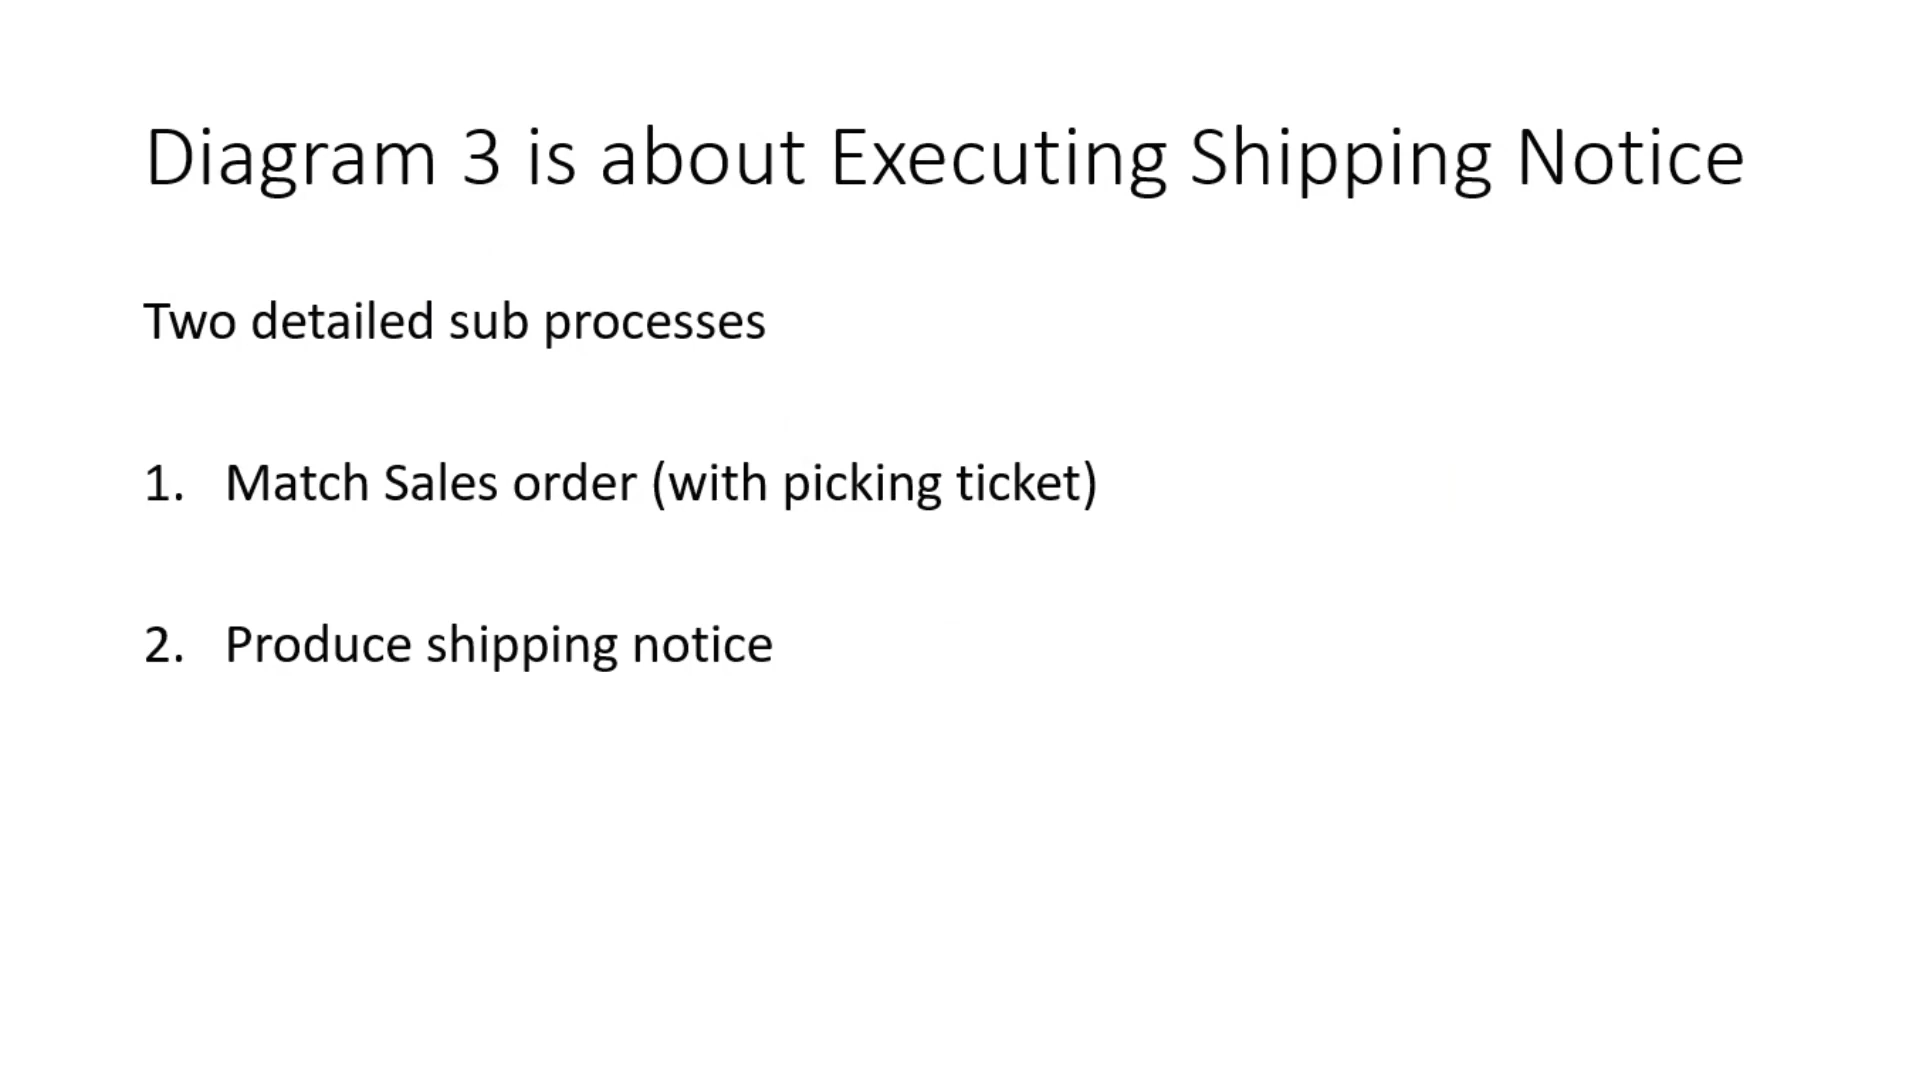 Diagram 3 is about Executing Shipping Notice
Two detailed sub processes
1. Match Sales order (with picking ticket)
2. Produce shipping notice